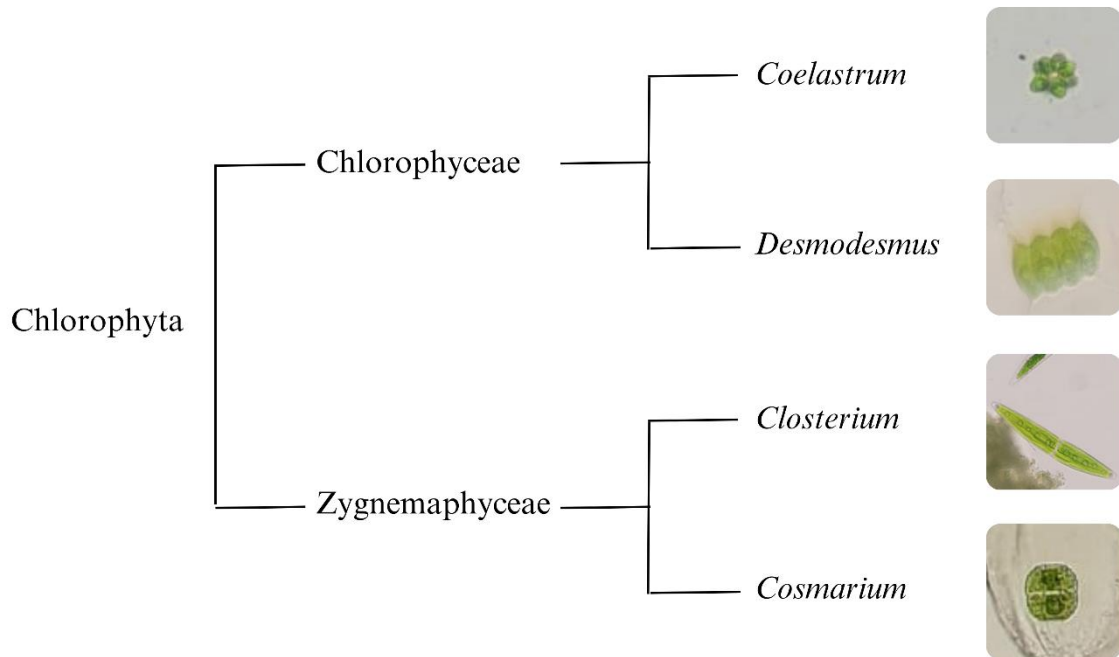 Coelastrum
Chlorophyceae
Desmodesmus
Chlorophyta
Closterium
Zygnemaphyceae
Cosmarium